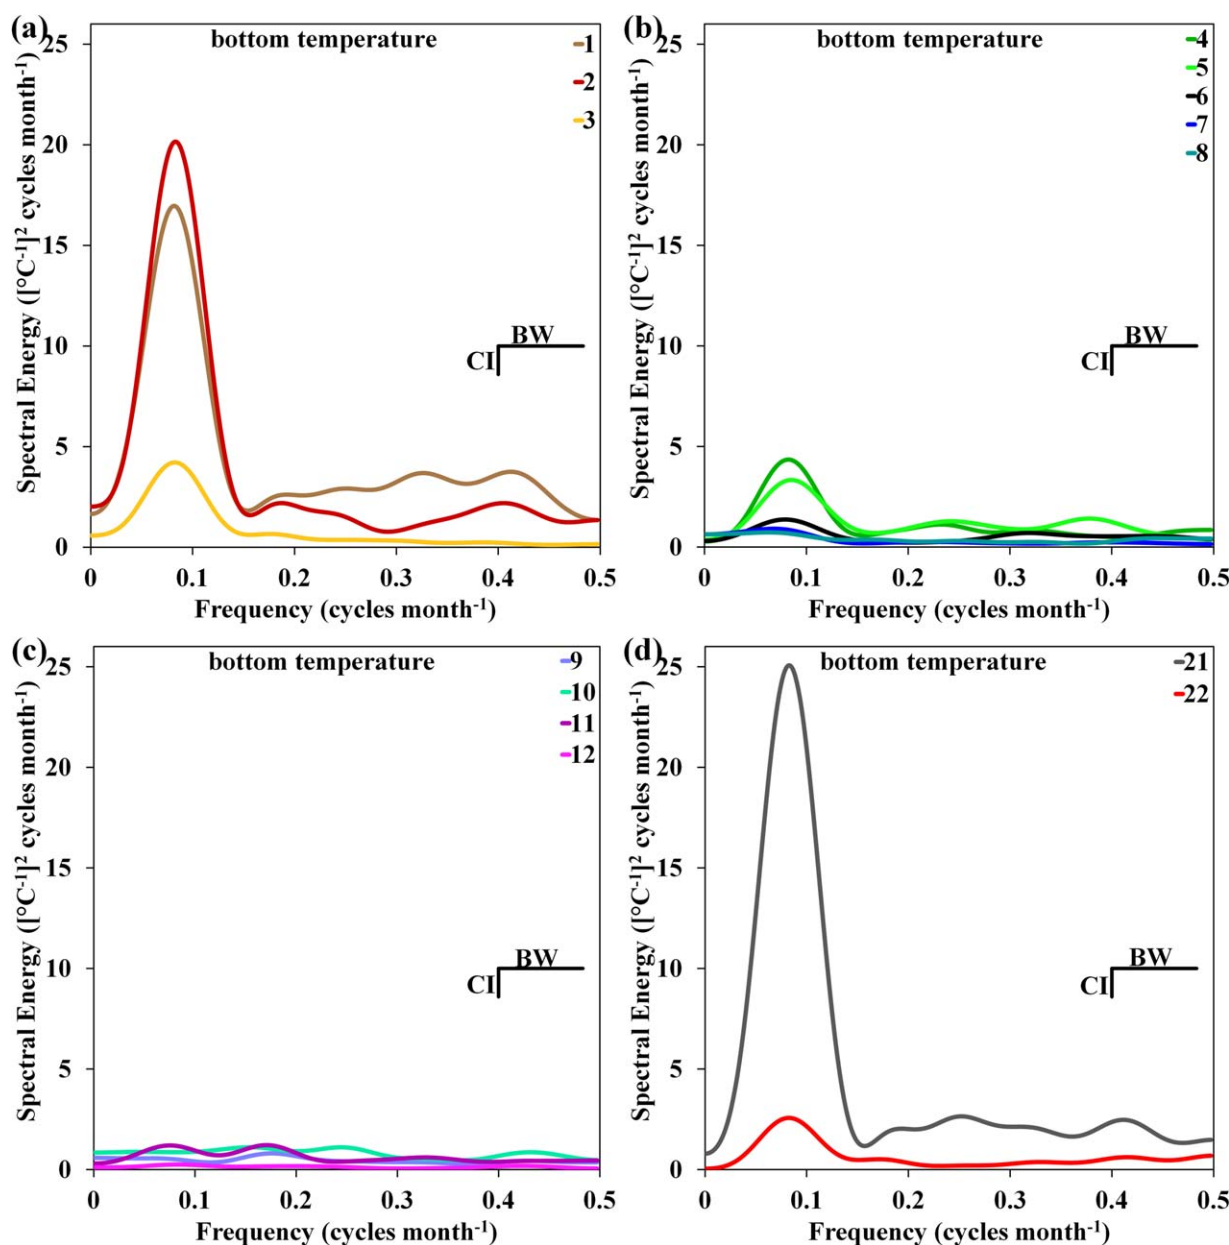 (a)
bottom temperature
1
2
3
25
20
15
10
5
0
Spectral Energy ([°C⁻¹]² cycles month⁻¹)
BW
CI
0 0.1 0.2 0.3 0.4 0.5
Frequency (cycles month⁻¹)
(b)
bottom temperature
4
5
6
7
8
25
20
15
10
5
0
Spectral Energy ([°C⁻¹]² cycles month⁻¹)
BW
CI
0 0.1 0.2 0.3 0.4 0.5
Frequency (cycles month⁻¹)
(c)
bottom temperature
9
10
11
12
25
20
15
10
5
0
Spectral Energy ([°C⁻¹]² cycles month⁻¹)
BW
CI
0 0.1 0.2 0.3 0.4 0.5
Frequency (cycles month⁻¹)
(d)
bottom temperature
21
22
25
20
15
10
5
0
Spectral Energy ([°C⁻¹]² cycles month⁻¹)
BW
CI
0 0.1 0.2 0.3 0.4 0.5
Frequency (cycles month⁻¹)